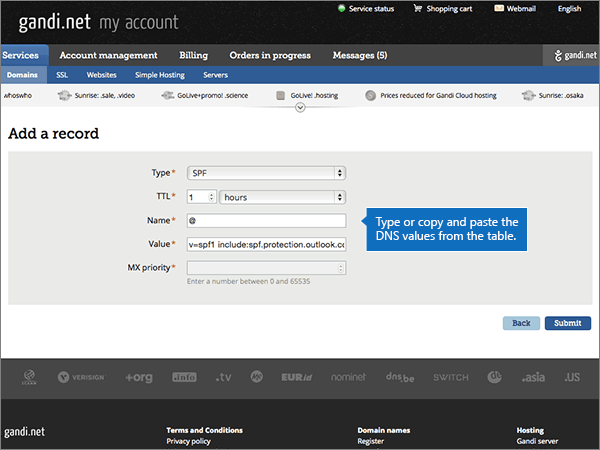 Service status Shopping cart Webmail English
gandi.net my account
Services Account management Billing Orders in progress Messages (5) gandi.net
Domains SSL Websites Simple Hosting Servers
whoswho Sunrise: .sale, .video GoLive+promo! .science GoLive! .hosting Prices reduced for Gandi Cloud hosting Sunrise: .osaka
Add a record
Type* SPF
TTL* 1 hours
Name* @
Value* v=spf1 include:spf.protection.outlook.cc
MX priority*
Enter a number between 0 and 65535
Type or copy and paste the
DNS values from the table.
Back Submit
VERISIGN +org .info .tv EURid nominet dns.be SWITCH .asia .US
gandi.net
Terms and Conditions Domain names Hosting
Privacy policy Register Gandi server